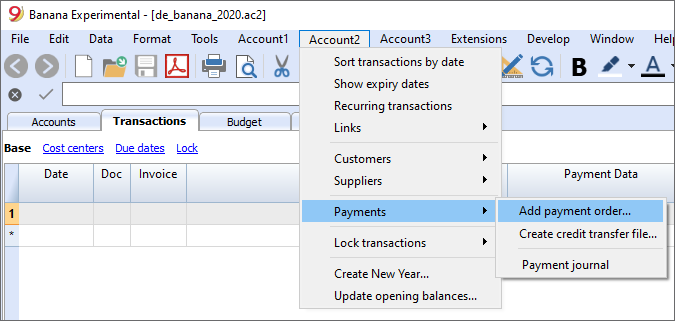 Banana Experimental - [de_banana_2020.ac2]
File Edit Data Format Tools Account1 Account2 Account3 Extensions Develop Window Help
Sort transactions by date
Show expiry dates
Recurring transactions
Links
Customers
Suppliers
Payments
Lock transactions
Create New Year...
Update opening balances...
Add payment order...
Create credit transfer file...
Payment journal
B A
Accounts Transactions Budget
Base Cost centers Due dates Lock
Date Doc Invoice Payment Data
1
*